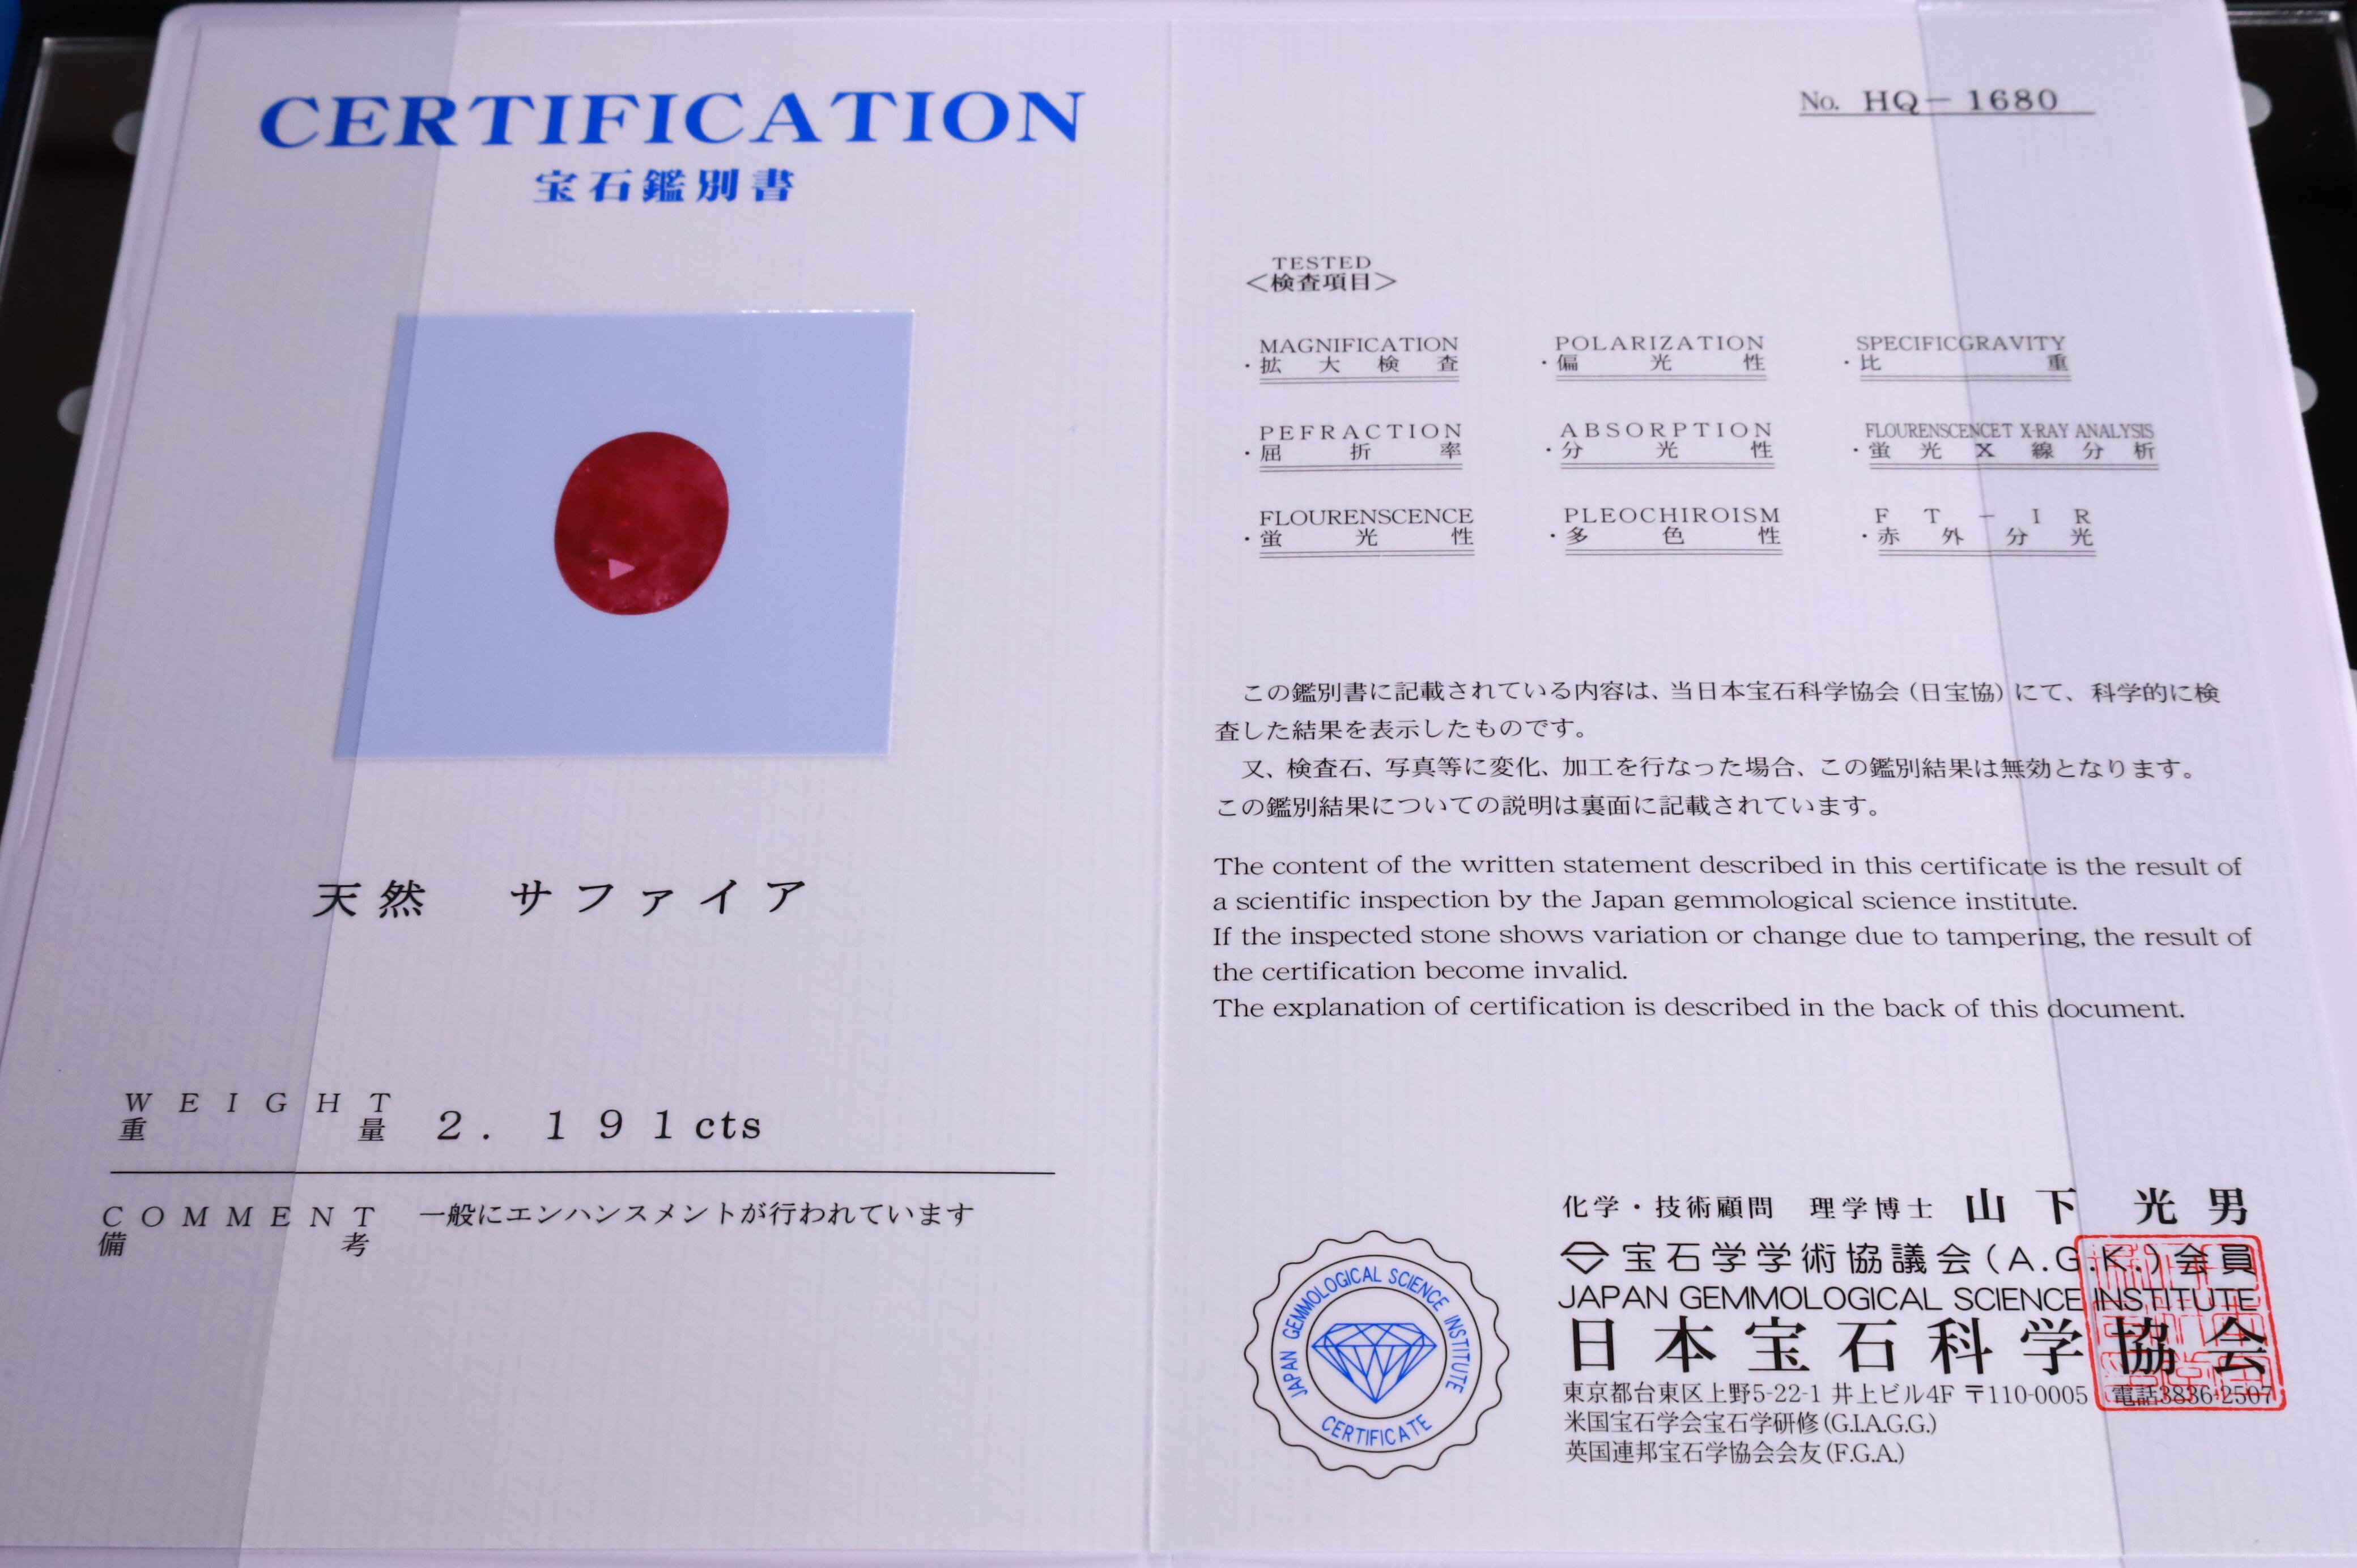 CERTIFICATION
宝石鑑別書
天然 サファイア
WEIGHT
重量 2.191cts
COMMENT
備考 一般にエンハンスメントが行われています
No. HQ-1680
TESTED
<検査項目>
MAGNIFICATION POLARIZATION SPECIFICGRAVITY
・拡大検査 ・偏光性 ・比重
PEFRACTION ABSORPTION FLOURENSCENCET X-RAY ANALYSIS
・屈折率 ・分光性 ・蛍光X線分析
FLOURENSCENCE PLEOCHIROISM FT-IR
・蛍光性 ・多色性 ・赤外分光
この鑑別書に記載されている内容は、当日本宝石科学協会(日宝協)にて、科学的に検
査した結果を表示したものです。
又、検査石、写真等に変化、加工を行なった場合、この鑑別結果は無効となります。
この鑑別結果についての説明は裏面に記載されています。
The content of the written statement described in this certificate is the result of
a scientific inspection by the Japan gemmological science institute.
If the inspected stone shows variation or change due to tampering, the result of
the certification become invalid.
The explanation of certification is described in the back of this document.
化学・技術顧問 理学博士 山下 光男
宝石学学術協議会(A.G.K.)会員
JAPAN GEMMOLOGICAL SCIENCE INSTITUTE
日本宝石科学協会
東京都台東区上野5-22-1 井上ビル4F 〒110-0005 電話3836-2507
米国宝石学会宝石学研修(G.I.A.G.G.)
英国連邦宝石学協会会友(F.G.A.)
JAPAN GEMMOLOGICAL SCIENCE INSTITUTE
CERTIFICATE